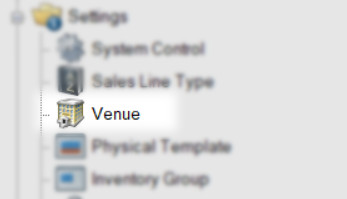 Settings
System Control
Sales Line Type
Venue
Physical Template
Inventory Group